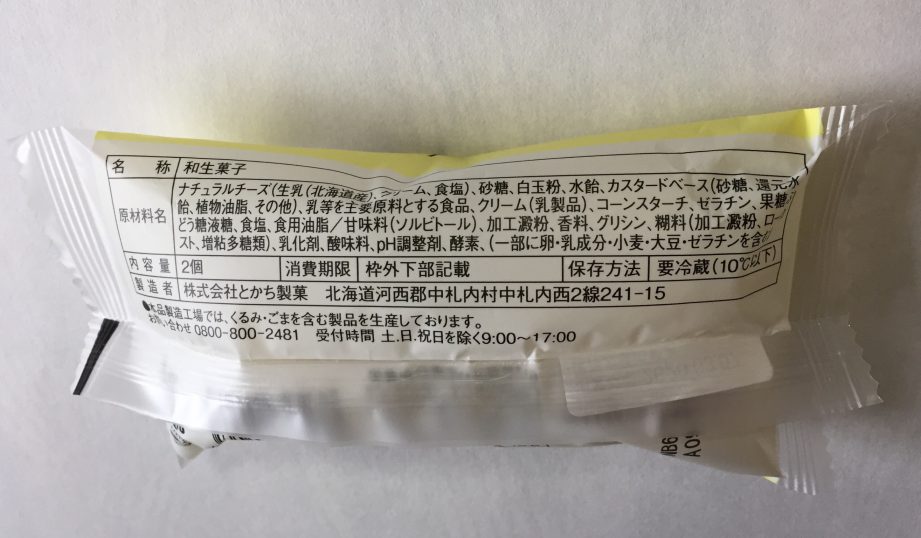 名 称 和生菓子
原材料名 ナチュラルチーズ(生乳(北海道産)、クリーム、食塩)、砂糖、白玉粉、水飴、カスタードベース(砂糖、還元水
飴、植物油脂、その他)、乳等を主要原料とする食品、クリーム(乳製品)、コーンスターチ、ゼラチン、果糖
どう糖液糖、食塩、食用油脂/甘味料(ソルビトール)、加工澱粉、香料、グリシン、糊料(加工澱粉、ロー
スト、増粘多糖類)、乳化剤、酸味料、pH調整剤、酵素、(一部に卵・乳成分・小麦・大豆・ゼラチンを含む
内容量 2個 消費期限 枠外下部記載 保存方法 要冷蔵(10℃以下)
製造者 株式会社とかち製菓 北海道河西郡中札内村中札内西2線241-15
●本品製造工場では、くるみ・ごまを含む製品を生産しております。
お問い合わせ 0800-800-2481 受付時間 土.日.祝日を除く9:00〜17:00